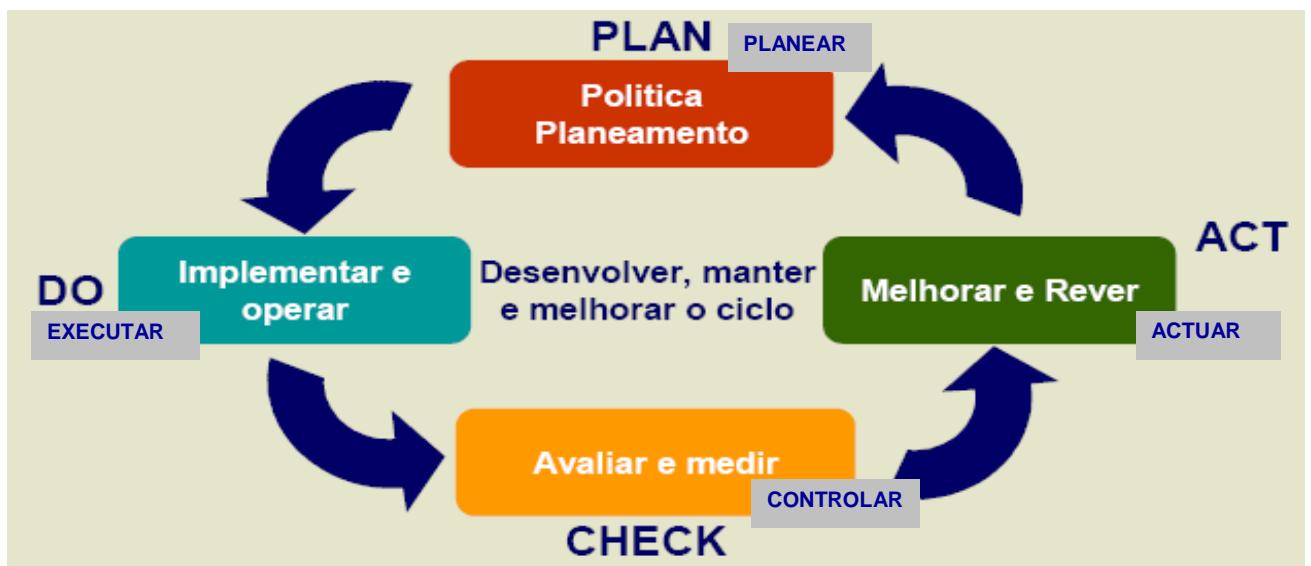 PLAN
PLANEAR
Politica
Planeamento
ACT
DO
Implementar e
operar
Desenvolver, manter
e melhorar o ciclo
Melhorar e Rever
EXECUTAR
ACTUAR
Avaliar e medir
CONTROLAR
CHECK